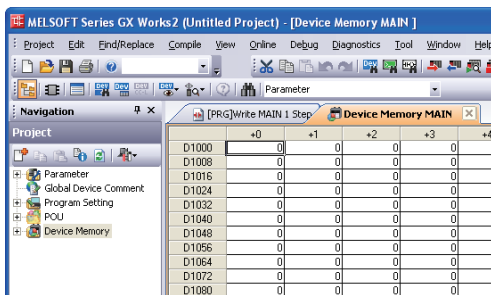 MELSOFT Series GX Works2 (Untitled Project) - [Device Memory MAIN ]
Project Edit Find/Replace Compile View Online Debug Diagnostics Tool Window Help
Parameter
Navigation
[PRG]Write MAIN 1 Step
Device Memory MAIN
Project
Parameter
Global Device Comment
Program Setting
POU
Device Memory
+0 +1 +2 +3
D1000 0 0 0 0
D1008 0 0 0 0
D1016 0 0 0 0
D1024 0 0 0 0
D1032 0 0 0 0
D1040 0 0 0 0
D1048 0 0 0 0
D1056 0 0 0 0
D1064 0 0 0 0
D1072 0 0 0 0
D1080 0 0 0 0